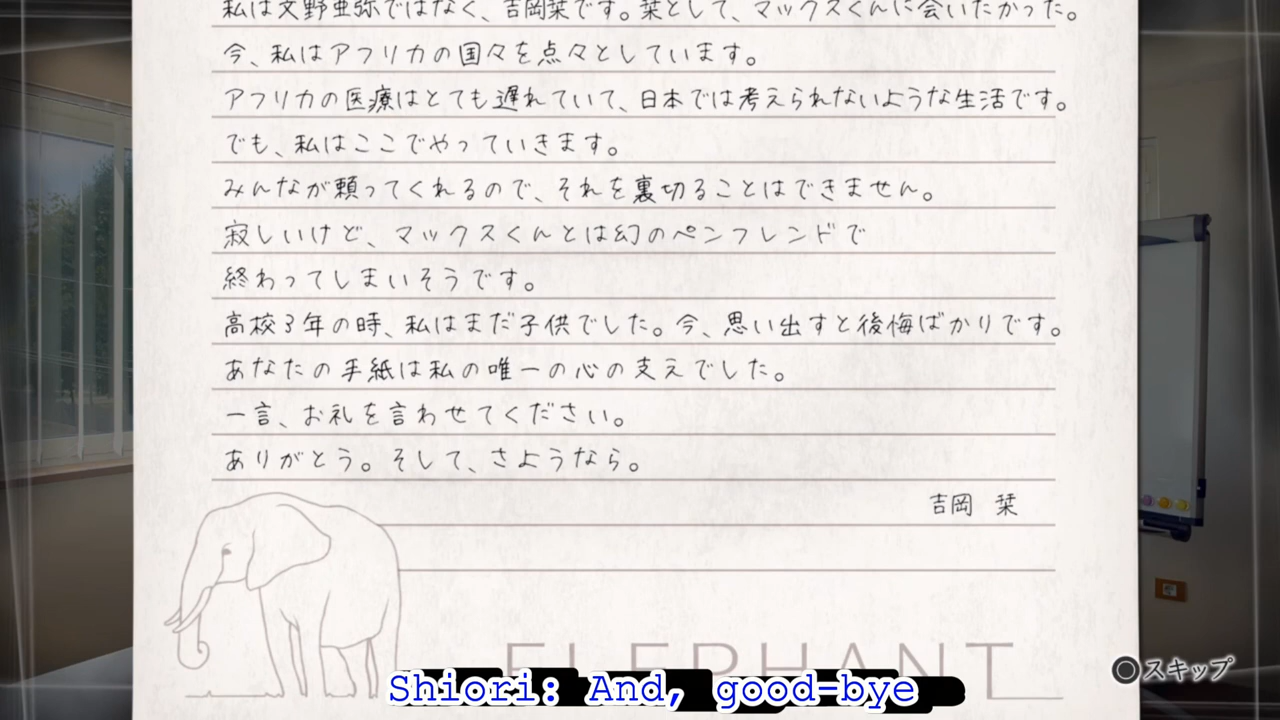 私は文野亜弥ではなく、吉岡栞です。栞として、マックスくんに会いたかった。
今、私はアフリカの国々を点々としています。
アフリカの医療はとても遅れていて、日本では考えられないような生活です。
でも、私はここでやっていきます。
みんなが頼ってくれるので、それを裏切ることはできません。
寂しいけど、マックスくんとは幻のペンフレンドで
終わってしまいそうです。
高校3年の時、私はまだ子供でした。今、思い出すと後悔ばかりです。
あなたの手紙は私の唯一の心の支えでした。
一言、お礼を言わせてください。
ありがとう。そして、さようなら。
吉岡 栞
ELEPHANT
スキップ
Shiori: And, good-bye